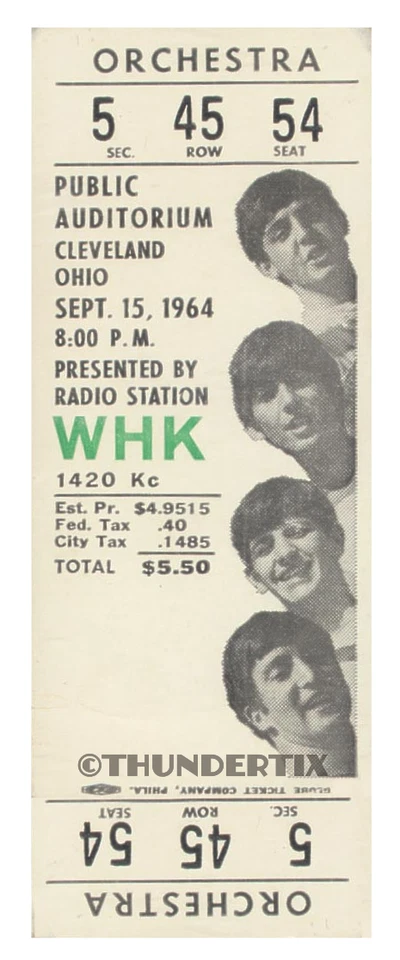 ORCHESTRA
5 45 54
SEC. ROW SEAT
PUBLIC
AUDITORIUM
CLEVELAND
OHIO
SEPT. 15, 1964
8:00 P.M.
PRESENTED BY
RADIO STATION
WHK
1420 Kc
Est. Pr. $4.9515
Fed. Tax .40
City Tax .1485
TOTAL $5.50
©THUNDERTIX
GLOBE TICKET COMPANY, PHILA.
ORCHESTRA
5 45 54
SEC. ROW SEAT